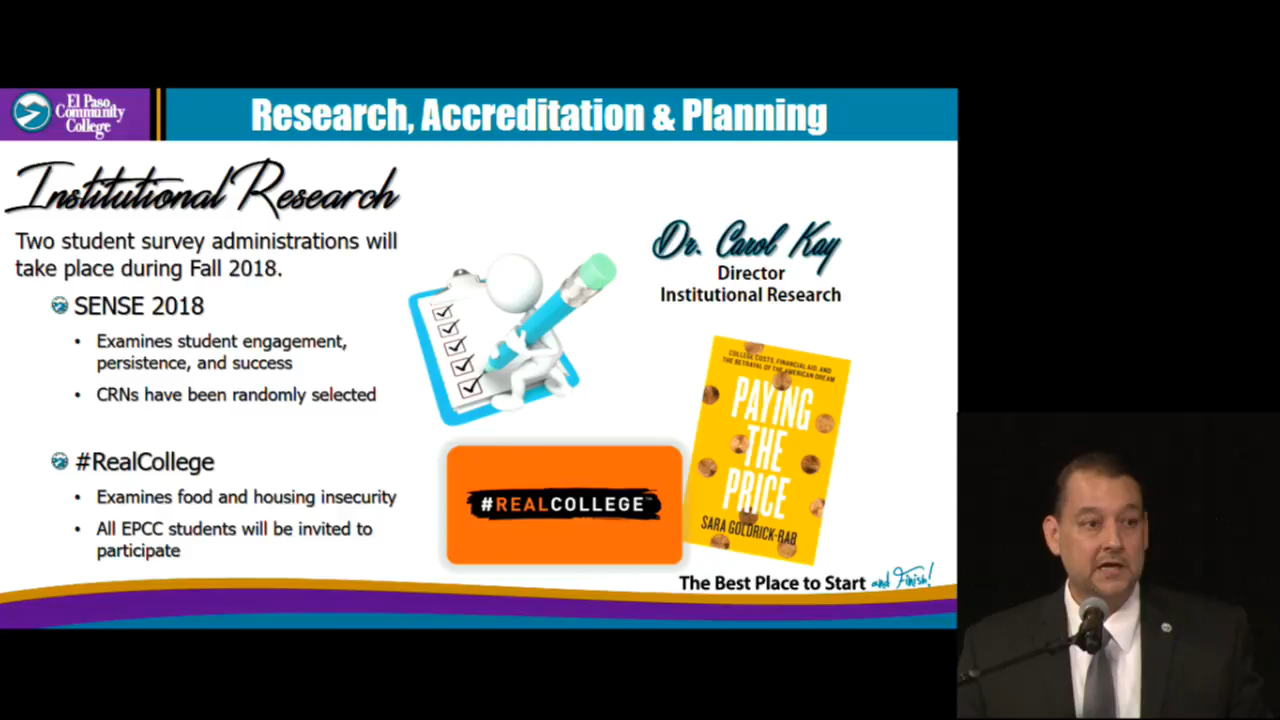 El Paso
Community
College
Research, Accreditation & Planning
Institutional Research
Two student survey administrations will
take place during Fall 2018.
SENSE 2018
• Examines student engagement,
persistence, and success
• CRNs have been randomly selected
#RealCollege
• Examines food and housing insecurity
• All EPCC students will be invited to
participate
Dr. Carol Kay
Director
Institutional Research
#REALCOLLEGE™
COLLEGE COSTS, FINANCIAL AID, AND
THE BETRAYAL OF THE AMERICAN DREAM
PAYING
THE
PRICE
SARA GOLDRICK-RAB
The Best Place to Start and Finish!